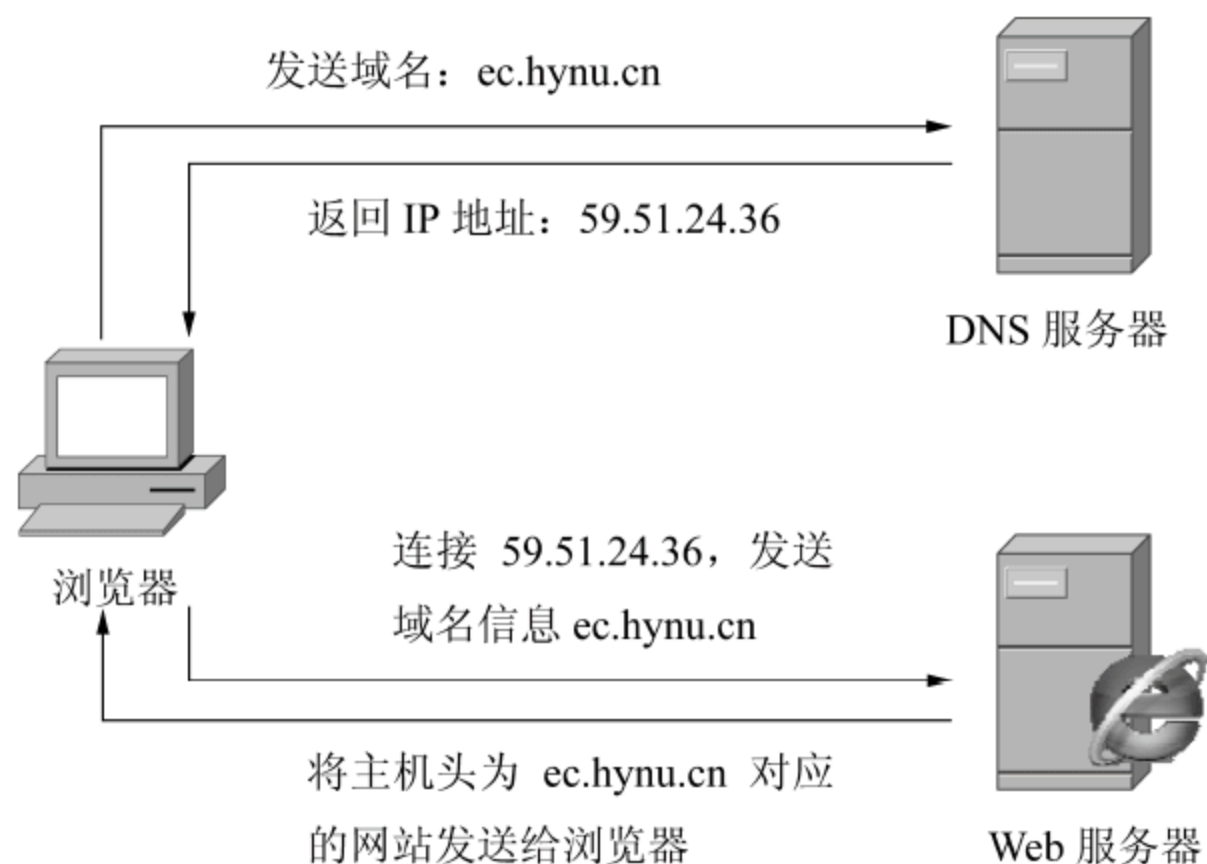 发送域名：ec.hynu.cn
返回 IP 地址：59.51.24.36
DNS 服务器
浏览器
连接 59.51.24.36，发送
域名信息 ec.hynu.cn
将主机头为 ec.hynu.cn 对应
的网站发送给浏览器
Web 服务器